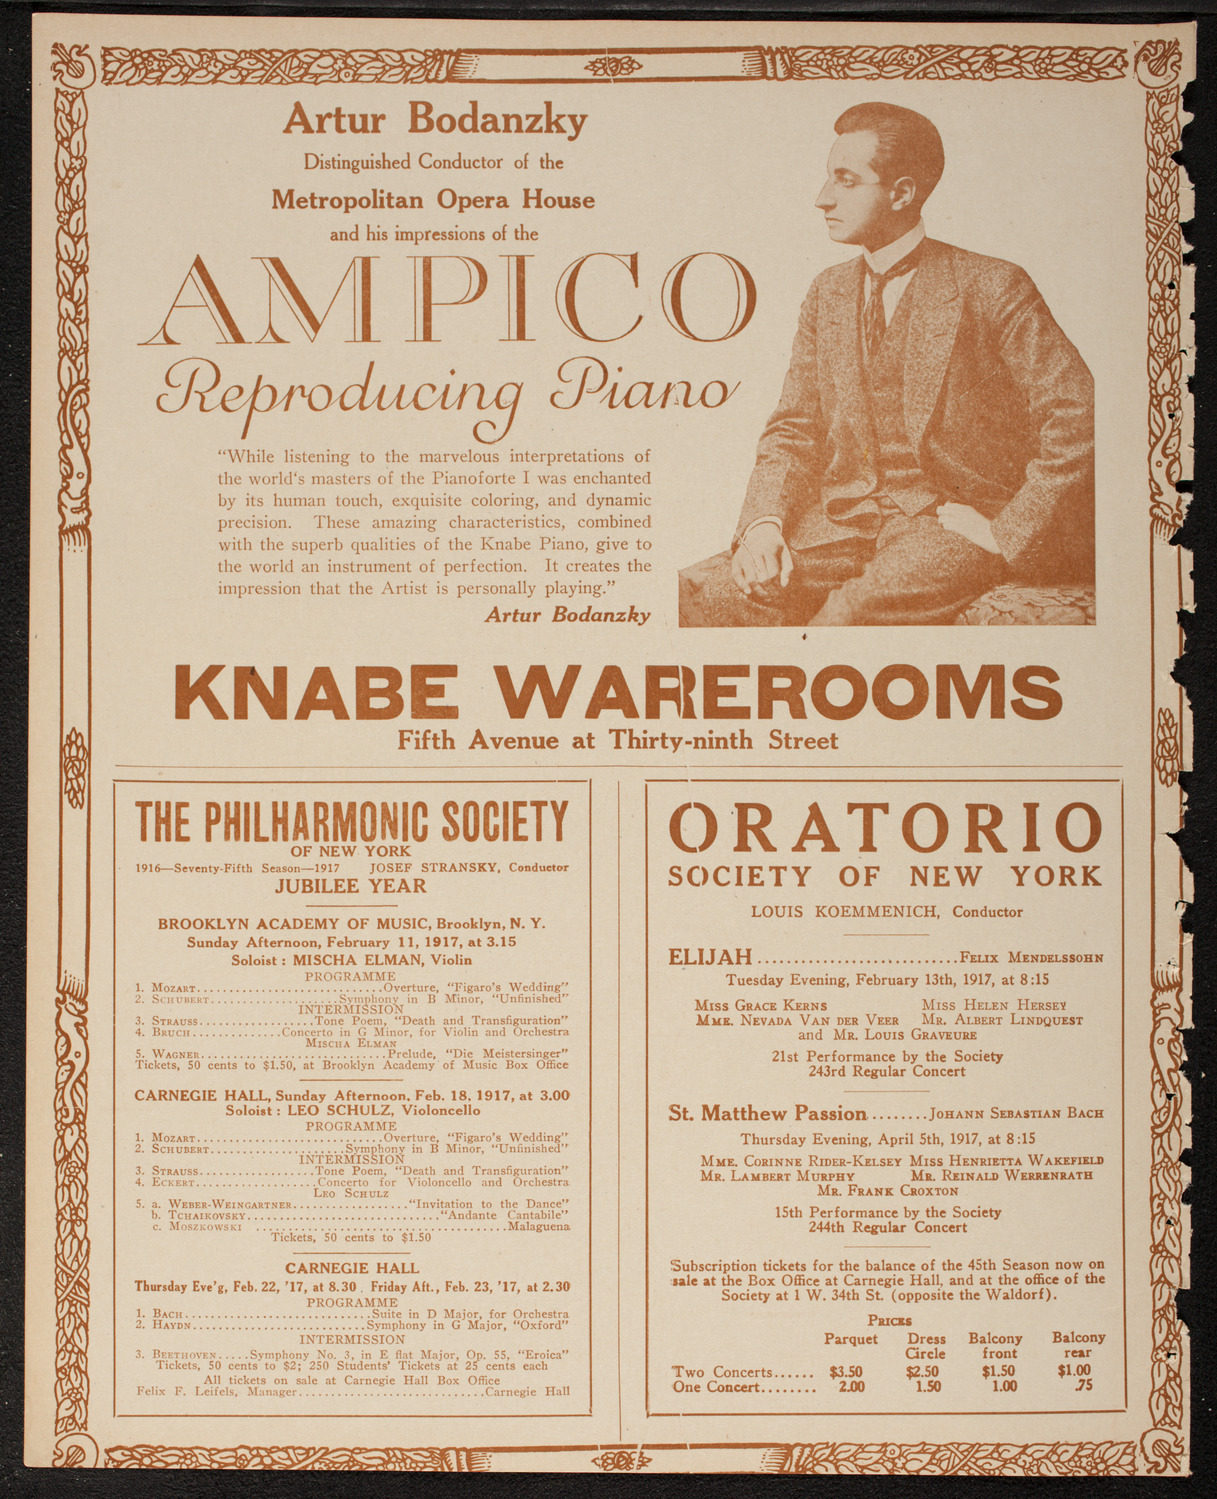 Artur Bodanzky
Distinguished Conductor of the
Metropolitan Opera House
and his impressions of the
AMPICO
Reproducing Piano
“While listening to the marvelous interpretations of
the world‘s masters of the Pianoforte I was enchanted
by its human touch, exquisite coloring, and dynamic
precision. These amazing characteristics, combined
with the superb qualities of the Knabe Piano, give to
the world an instrument of perfection. It creates the
impression that the Artist is personally playing.”
Artur Bodanzky
KNABE WAREROOMS
Fifth Avenue at Thirty-ninth Street
THE PHILHARMONIC SOCIETY
OF NEW YORK
1916—Seventy-Fifth Season—1917 JOSEF STRANSKY, Conductor
JUBILEE YEAR
BROOKLYN ACADEMY OF MUSIC, Brooklyn, N. Y.
Sunday Afternoon, February 11, 1917, at 3.15
Soloist : MISCHA ELMAN, Violin
PROGRAMME
1. MOZART............................Overture, “Figaro's Wedding”
2. SCHUBERT....................Symphony in B Minor, “Unfinished”
INTERMISSION
3. STRAUSS.................Tone Poem, “Death and Transfiguration”
4. BRUCH.............Concerto in G Minor, for Violin and Orchestra
MISCHA ELMAN
5. WAGNER............................Prelude, “Die Meistersinger”
Tickets, 50 cents to $1.50, at Brooklyn Academy of Music Box Office
CARNEGIE HALL, Sunday Afternoon, Feb. 18, 1917, at 3.00
Soloist : LEO SCHULZ, Violoncello
PROGRAMME
1. MOZART............................Overture, “Figaro's Wedding”
2. SCHUBERT....................Symphony in B Minor, “Unfinished”
INTERMISSION
3. STRAUSS.................Tone Poem, “Death and Transfiguration”
4. ECKERT..................Concerto for Violoncello and Orchestra
LEO SCHULZ
5. a. WEBER-WEINGARTNER.................“Invitation to the Dance”
b. TCHAIKOVSKY.............................“Andante Cantabile”
c. MOSZKOWSKI ......................................Malaguena
Tickets, 50 cents to $1.50
CARNEGIE HALL
Thursday Eve'g, Feb. 22, '17, at 8.30. Friday Aft., Feb. 23, '17, at 2.30
PROGRAMME
1. BACH............................Suite in D Major, for Orchestra
2. HAYDN..........................Symphony in G Major, “Oxford”
INTERMISSION
3. BEETHOVEN.....Symphony No. 3, in E flat Major, Op. 55, “Eroica”
Tickets, 50 cents to $2; 250 Students' Tickets at 25 cents each
All tickets on sale at Carnegie Hall Box Office
Felix F. Leifels, Manager............................Carnegie Hall
ORATORIO
SOCIETY OF NEW YORK
LOUIS KOEMMENICH, Conductor
ELIJAH............................FELIX MENDELSSOHN
Tuesday Evening, February 13th, 1917, at 8:15
MISS GRACE KERNS MISS HELEN HERSEY
MME. NEVADA VAN DER VEER MR. ALBERT LINDQUEST
and MR. LOUIS GRAVEURE
21st Performance by the Society
243rd Regular Concert
St. Matthew Passion........JOHANN SEBASTIAN BACH
Thursday Evening, April 5th, 1917, at 8:15
MME. CORINNE RIDER-KELSEY MISS HENRIETTA WAKEFIELD
MR. LAMBERT MURPHY MR. REINALD WERRENRATH
MR. FRANK CROXTON
15th Performance by the Society
244th Regular Concert
Subscription tickets for the balance of the 45th Season now on
sale at the Box Office at Carnegie Hall, and at the office of the
Society at 1 W. 34th St. (opposite the Waldorf).
PRICES
Parquet Dress Circle Balcony front Balcony rear
Two Concerts...... $3.50 $2.50 $1.50 $1.00
One Concert........ 2.00 1.50 1.00 .75